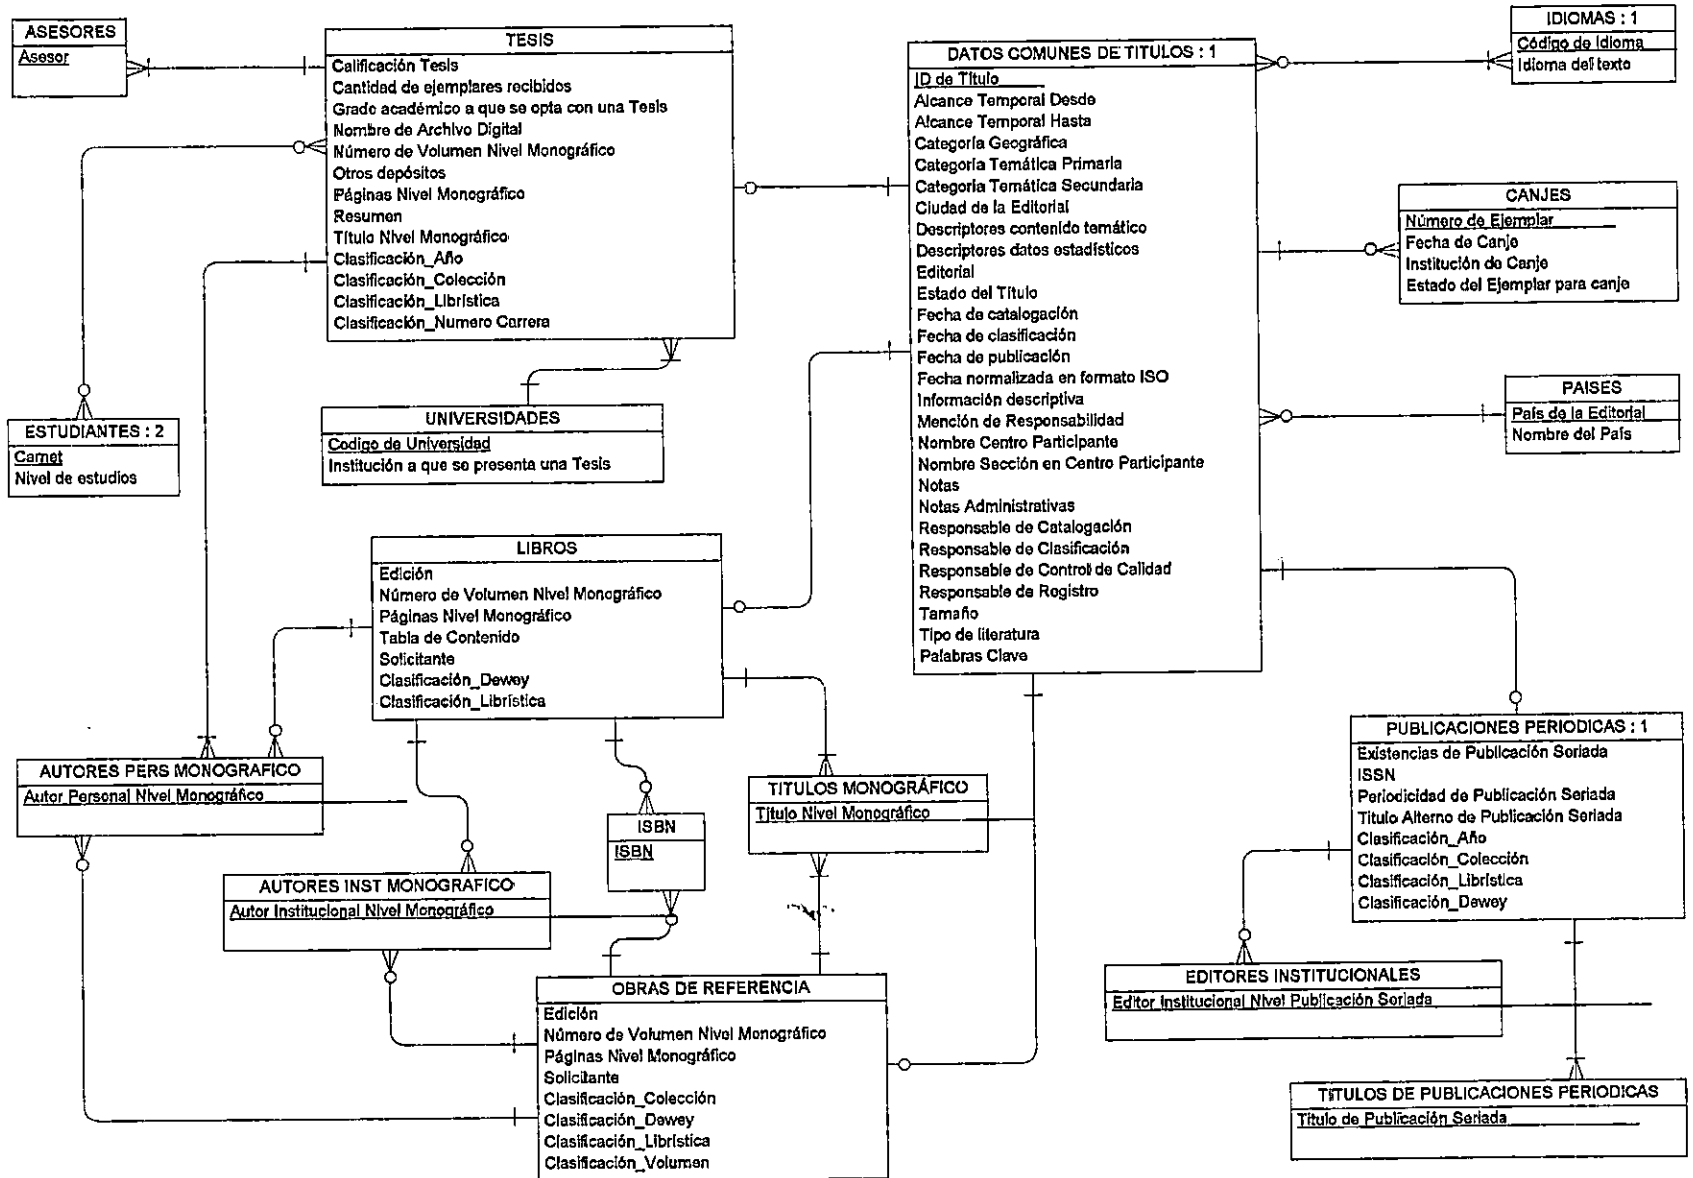 ASESORES
Asesor
TESIS
Calificación Tesis
Cantidad de ejemplares recibidos
Grado académico a que se opta con una Tesis
Nombre de Archivo Digital
Número de Volumen Nivel Monográfico
Otros depósitos
Páginas Nivel Monográfico
Resumen
Título Nivel Monográfico
Clasificación_Año
Clasificación_Colección
Clasificación_Librística
Clasificación_Numero Carrera
DATOS COMUNES DE TITULOS : 1
ID de Título
Alcance Temporal Desde
Alcance Temporal Hasta
Categoría Geográfica
Categoría Temática Primaria
Categoría Temática Secundaria
Ciudad de la Editorial
Descriptores contenido temático
Descriptores datos estadísticos
Editorial
Estado del Título
Fecha de catalogación
Fecha de clasificación
Fecha de publicación
Fecha normalizada en formato ISO
Información descriptiva
Mención de Responsabilidad
Nombre Centro Participante
Nombre Sección en Centro Participante
Notas
Notas Administrativas
Responsable de Catalogación
Responsable de Clasificación
Responsable de Control de Calidad
Responsable de Registro
Tamaño
Tipo de literatura
Palabras Clave
IDIOMAS : 1
Código de Idioma
Idioma del texto
CANJES
Número de Ejemplar
Fecha de Canje
Institución de Canje
Estado del Ejemplar para canje
PAISES
País de la Editorial
Nombre del País
ESTUDIANTES : 2
Carnet
Nivel de estudios
UNIVERSIDADES
Codigo de Universidad
Institución a que se presenta una Tesis
LIBROS
Edición
Número de Volumen Nivel Monográfico
Páginas Nivel Monográfico
Tabla de Contenido
Solicitante
Clasificación_Dewey
Clasificación_Librística
AUTORES PERS MONOGRAFICO
Autor Personal Nivel Monográfico
AUTORES INST MONOGRAFICO
Autor Institucional Nivel Monográfico
ISBN
ISBN
TITULOS MONOGRÁFICO
Título Nivel Monográfico
PUBLICACIONES PERIODICAS : 1
Existencias de Publicación Seriada
ISSN
Periodicidad de Publicación Seriada
Titulo Alterno de Publicación Seriada
Clasificación_Año
Clasificación_Colección
Clasificación_Librística
Clasificación_Dewey
OBRAS DE REFERENCIA
Edición
Número de Volumen Nivel Monográfico
Páginas Nivel Monográfico
Solicitante
Clasificación_Colección
Clasificación_Dewey
Clasificación_Librística
Clasificación_Volumen
EDITORES INSTITUCIONALES
Editor Institucional Nivel Publicación Seriada
TITULOS DE PUBLICACIONES PERIODICAS
Título de Publicación Seriada